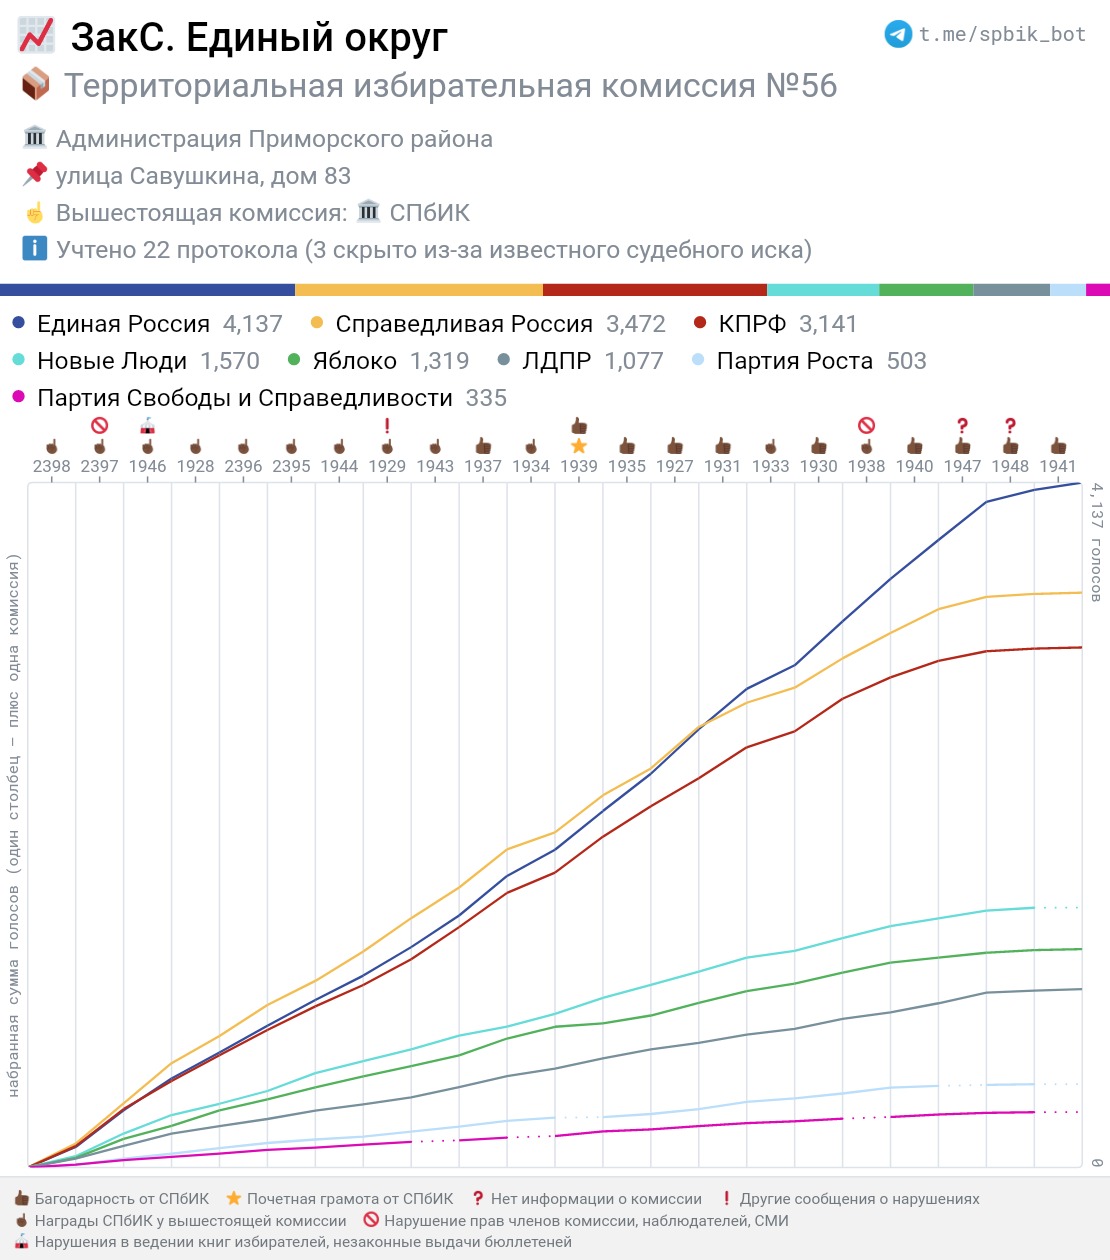 ЗакС. Единый округ
t.me/spbik_bot
Территориальная избирательная комиссия №56
Администрация Приморского района
улица Савушкина, дом 83
Вышестоящая комиссия: СПбИК
Учтено 22 протокола (3 скрыто из-за известного судебного иска)
Единая Россия 4,137 Справедливая Россия 3,472 КПРФ 3,141
Новые Люди 1,570 Яблоко 1,319 ЛДПР 1,077 Партия Роста 503
Партия Свободы и Справедливости 335
2398 2397 1946 1928 2396 2395 1944 1929 1943 1937 1934 1939 1935 1927 1931 1933 1930 1938 1940 1947 1948 1941
4,137 голосов
набранная сумма голосов (один столбец — плюс одна комиссия)
0
Багодарность от СПбИК Почетная грамота от СПбИК Нет информации о комиссии Другие сообщения о нарушениях
Награды СПбИК у вышестоящей комиссии Нарушение прав членов комиссии, наблюдателей, СМИ
Нарушения в ведении книг избирателей, незаконные выдачи бюллетеней